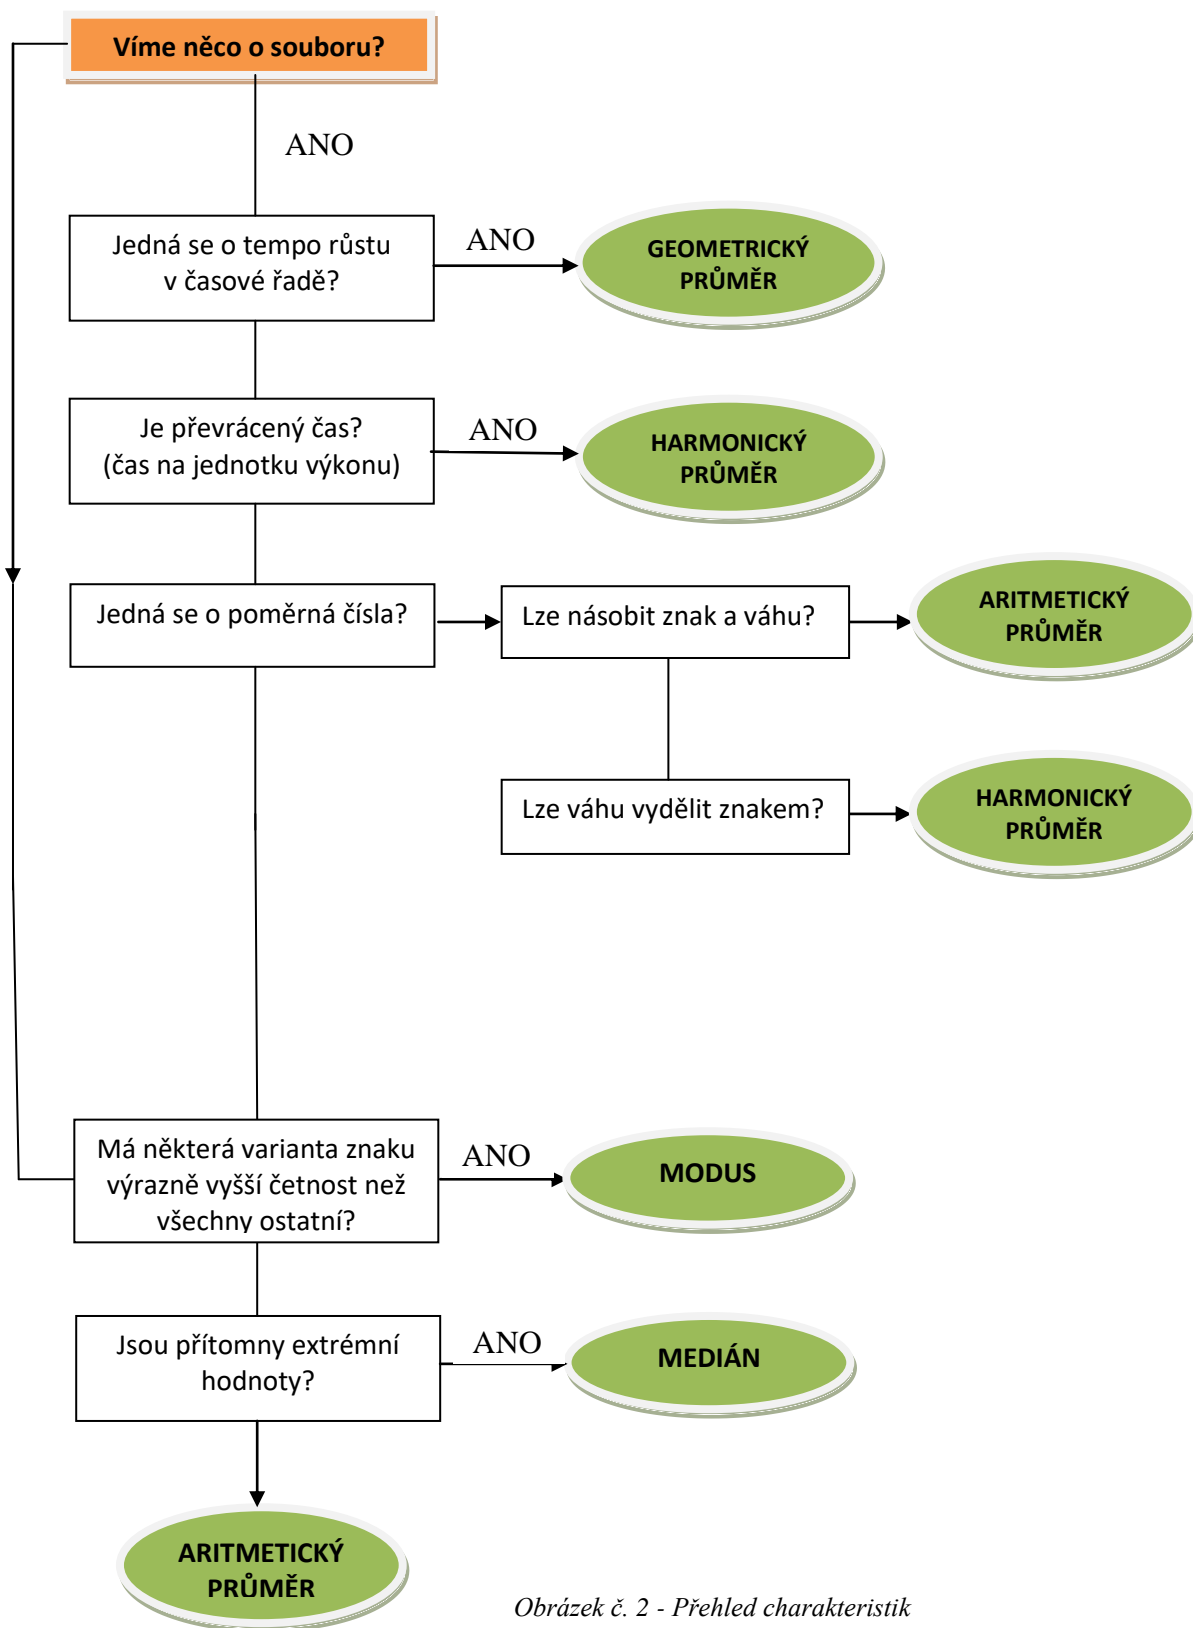 Víme něco o souboru?
ANO
Jedná se o tempo růstu
v časové řadě?
ANO
GEOMETRICKÝ
PRŮMĚR
Je převrácený čas?
(čas na jednotku výkonu)
ANO
HARMONICKÝ
PRŮMĚR
Jedná se o poměrná čísla?
Lze násobit znak a váhu?
ARITMETICKÝ
PRŮMĚR
Lze váhu vydělit znakem?
HARMONICKÝ
PRŮMĚR
Má některá varianta znaku
výrazně vyšší četnost než
všechny ostatní?
ANO
MODUS
Jsou přítomny extrémní
hodnoty?
ANO
MEDIÁN
ARITMETICKÝ
PRŮMĚR
Obrázek č. 2 - Přehled charakteristik